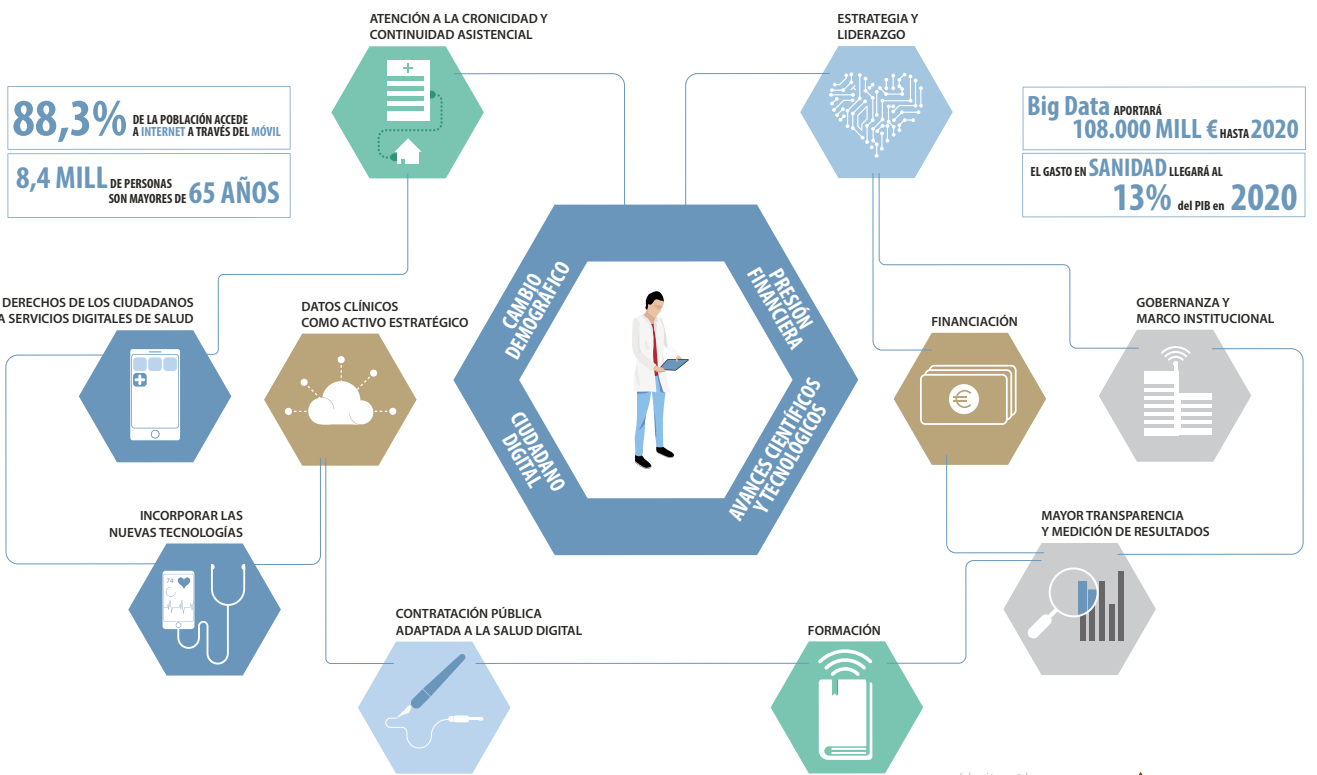 ATENCIÓN A LA CRONICIDAD Y
CONTINUIDAD ASISTENCIAL
ESTRATEGIA Y
LIDERAZGO
88,3% DE LA POBLACIÓN ACCEDE
A INTERNET A TRAVÉS DEL MÓVIL
8,4 MILL DE PERSONAS
SON MAYORES DE 65 AÑOS
Big Data APORTARÁ
108.000 MILL € HASTA 2020
EL GASTO EN SANIDAD LLEGARÁ AL
13% del PIB en 2020
CAMBIO
DEMOGRÁFICO
PRESIÓN
FINANCIERA
CIUDADANO
DIGITAL
AVANCES CIENTÍFICOS
Y TECNOLÓGICOS
DERECHOS DE LOS CIUDADANOS
A SERVICIOS DIGITALES DE SALUD
DATOS CLÍNICOS
COMO ACTIVO ESTRATÉGICO
FINANCIACIÓN
€
GOBERNANZA Y
MARCO INSTITUCIONAL
INCORPORAR LAS
NUEVAS TECNOLOGÍAS
74
MAYOR TRANSPARENCIA
Y MEDICIÓN DE RESULTADOS
CONTRATACIÓN PÚBLICA
ADAPTADA A LA SALUD DIGITAL
FORMACIÓN